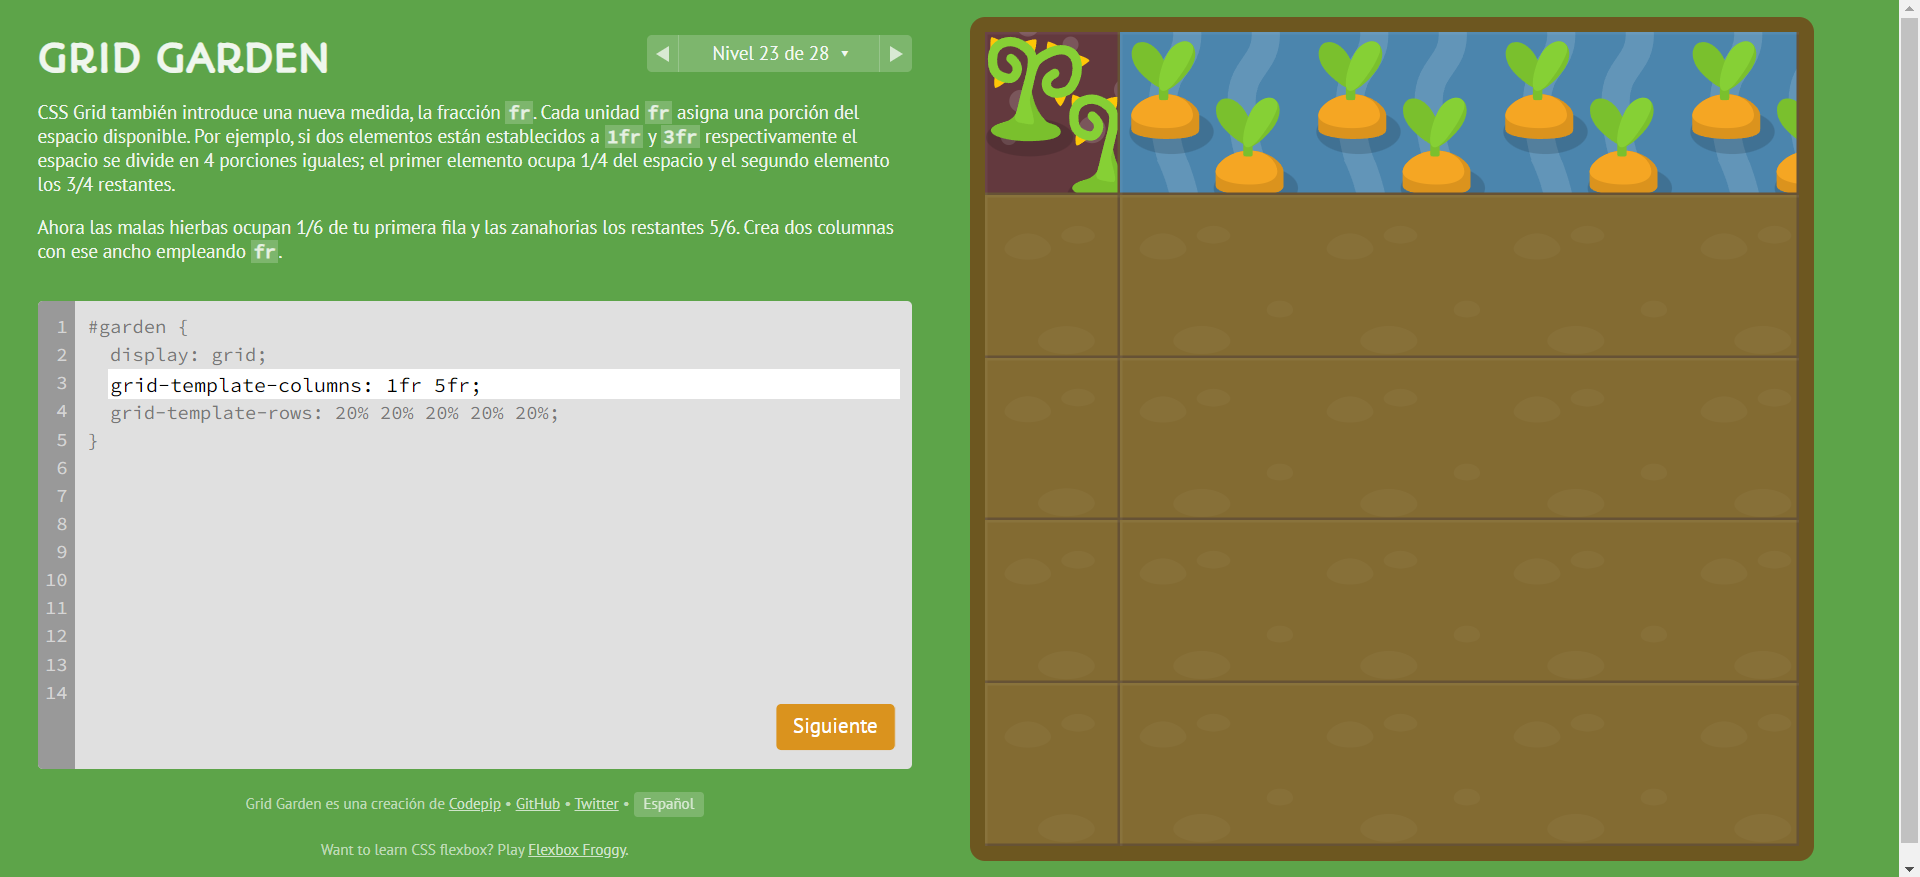 GRID GARDEN
◀ Nivel 23 de 28 ▼ ▶
CSS Grid también introduce una nueva medida, la fracción fr. Cada unidad fr asigna una porción del
espacio disponible. Por ejemplo, si dos elementos están establecidos a 1fr y 3fr respectivamente el
espacio se divide en 4 porciones iguales; el primer elemento ocupa 1/4 del espacio y el segundo elemento
los 3/4 restantes.
Ahora las malas hierbas ocupan 1/6 de tu primera fila y las zanahorias los restantes 5/6. Crea dos columnas
con ese ancho empleando fr.
1 #garden {
2 display: grid;
3 grid-template-columns: 1fr 5fr;
4 grid-template-rows: 20% 20% 20% 20% 20%;
5 }
6
7
8
9
10
11
12
13
14
Siguiente
Grid Garden es una creación de Codepip • GitHub • Twitter • Español
Want to learn CSS flexbox? Play Flexbox Froggy.